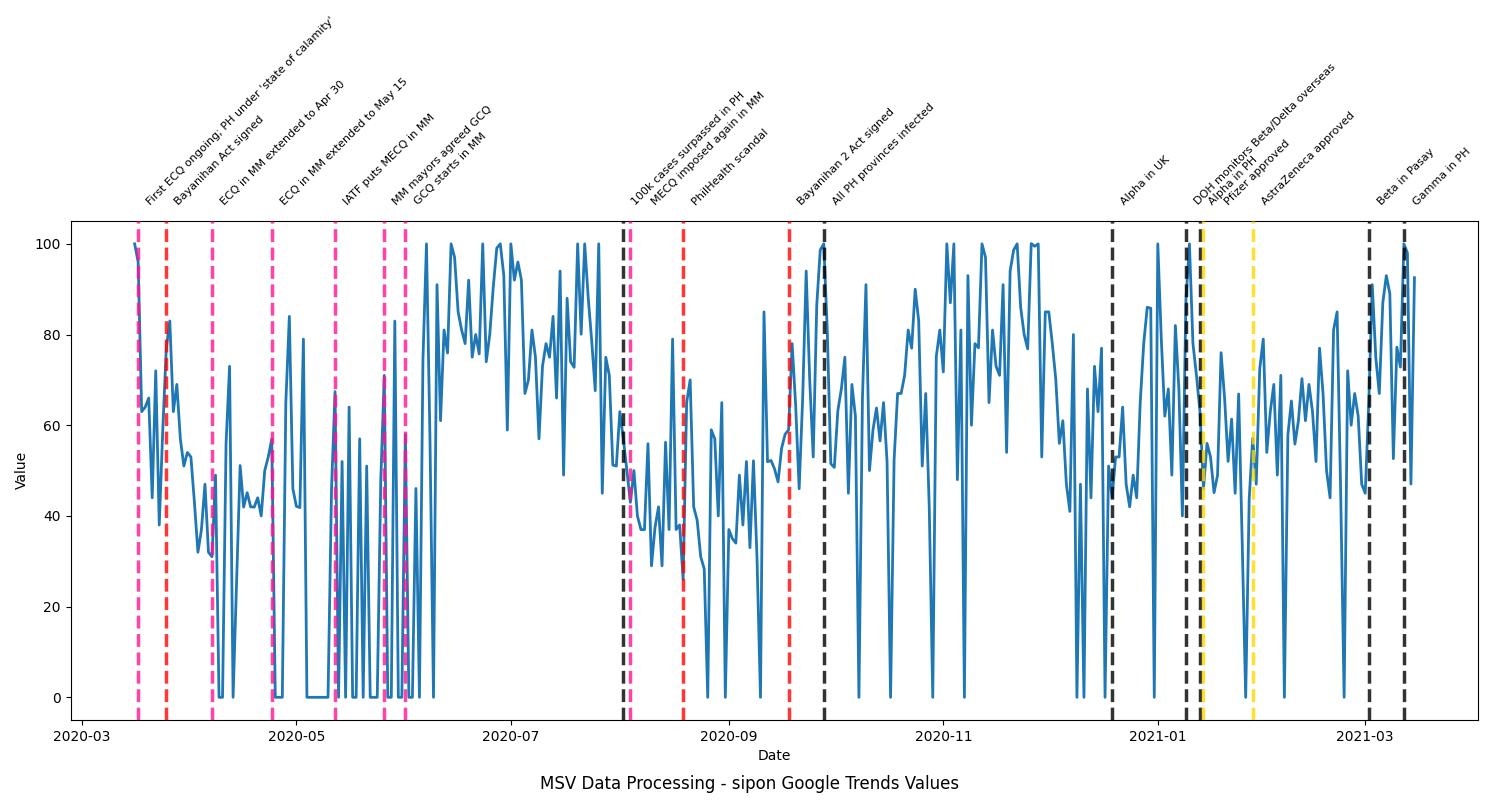 First ECQ ongoing; PH under 'state of calamity'
Bayanihan Act signed
ECQ in MM extended to Apr 30
ECQ in MM extended to May 15
IATF puts MECQ in MM
MM mayors agreed GCQ
GCQ starts in MM
100k cases surpassed in PH
MECQ imposed again in MM
PhilHealth scandal
Bayanihan 2 Act signed
All PH provinces infected
Alpha in UK
DOH monitors Beta/Delta overseas
Alpha in PH
Pfizer approved
AstraZeneca approved
Beta in Pasay
Gamma in PH
100
80
60
40
20
0
Value
2020-03
2020-05
2020-07
2020-09
2020-11
2021-01
2021-03
Date
MSV Data Processing - sipon Google Trends Values